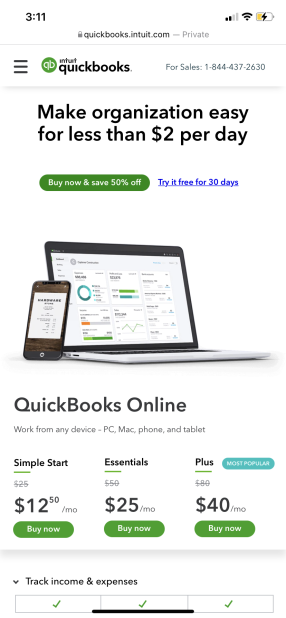 3:11
quickbooks.intuit.com — Private
intuit
quickbooks.
For Sales: 1-844-437-2630
Make organization easy
for less than $2 per day
Buy now & save 50% off
Try it free for 30 days
HARDWARE
STORE
QuickBooks Online
Work from any device – PC, Mac, phone, and tablet
Simple Start
$25
$12 50 /mo
Buy now
Essentials
$50
$25/mo
Buy now
Plus
MOST POPULAR
$80
$40/mo
Buy now
Track income & expenses